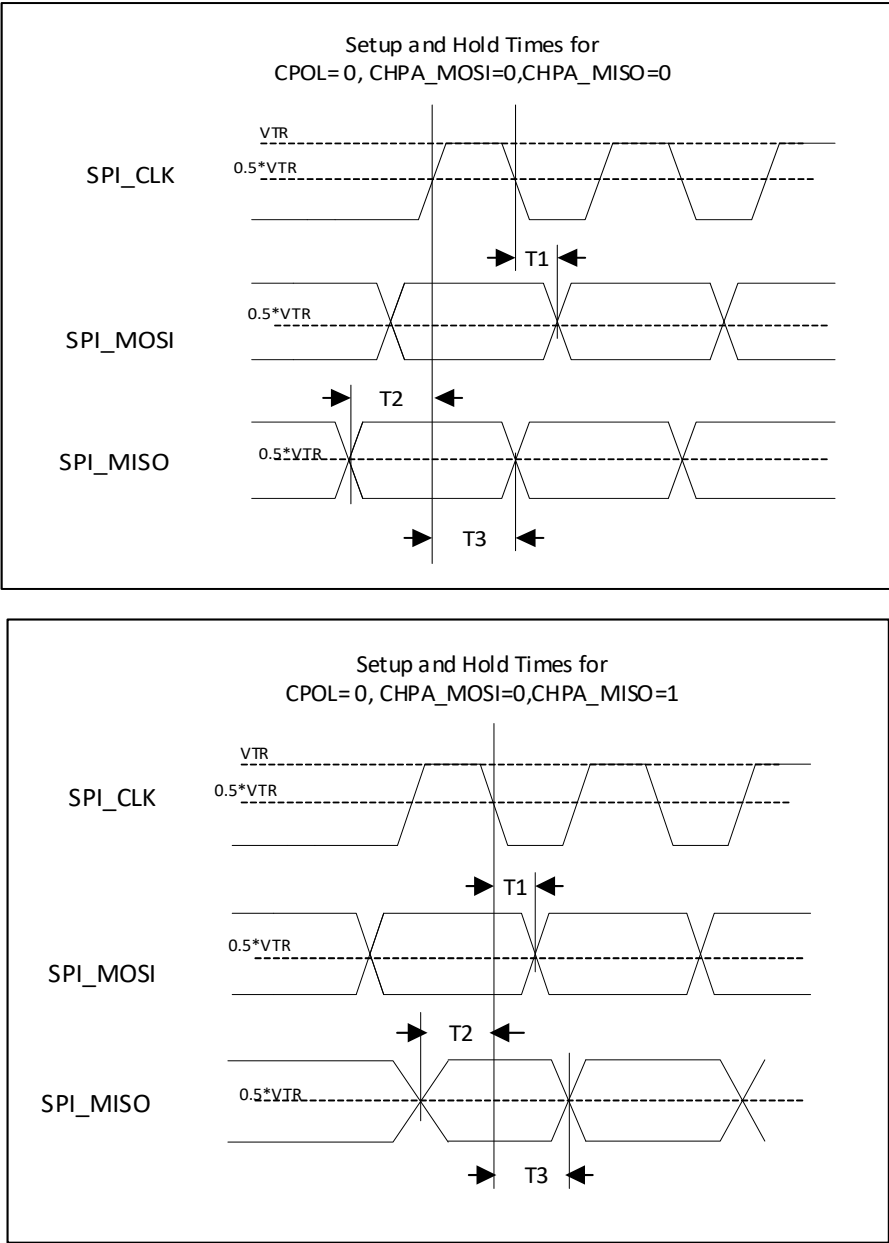 Setup and Hold Times for
CPOL= 0, CHPA_MOSI=0,CHPA_MISO=0
VTR
SPI_CLK
0.5*VTR
T1
0.5*VTR
SPI_MOSI
T2
SPI_MISO
0.5*VTR
T3
Setup and Hold Times for
CPOL= 0, CHPA_MOSI=0,CHPA_MISO=1
VTR
SPI_CLK
0.5*VTR
T1
0.5*VTR
SPI_MOSI
T2
SPI_MISO
0.5*VTR
T3